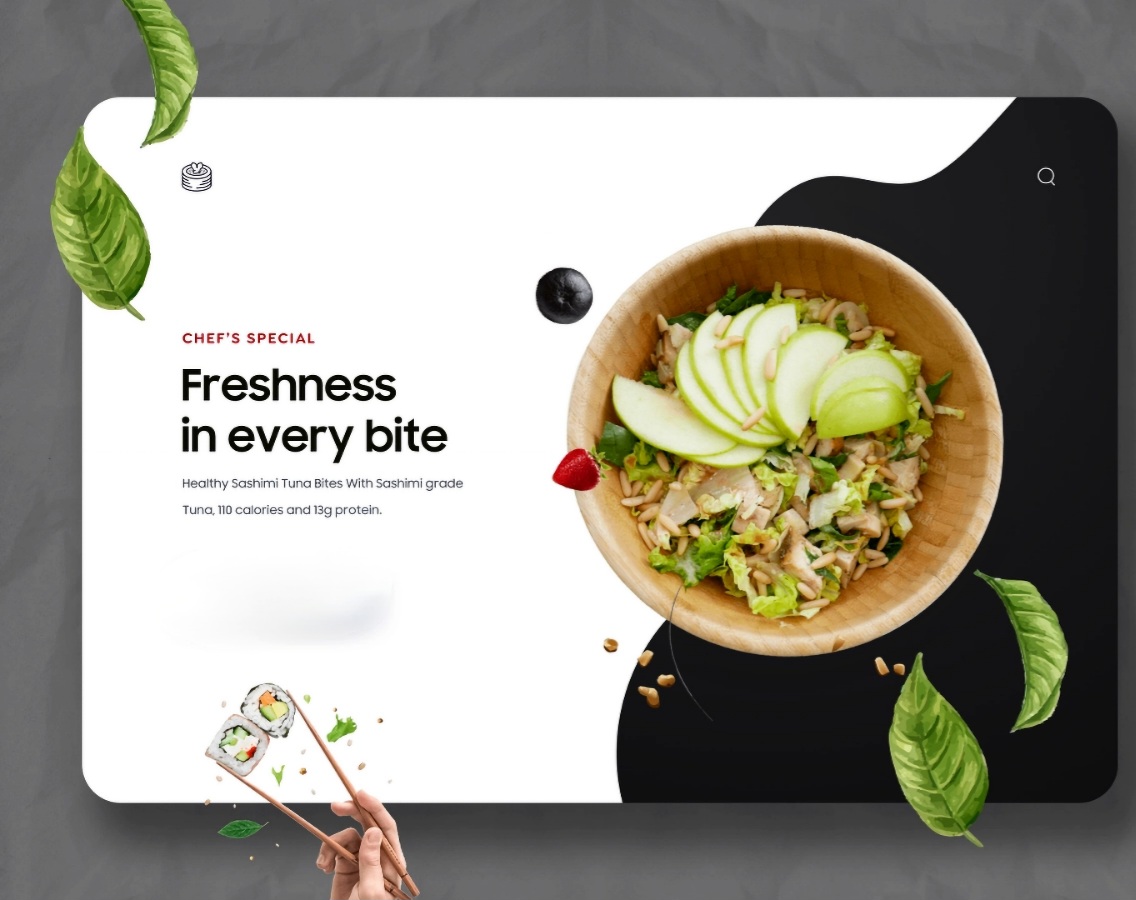 CHEF'S SPECIAL
Freshness
in every bite
Healthy Sashimi Tuna Bites With Sashimi grade
Tuna, 110 calories and 13g protein.